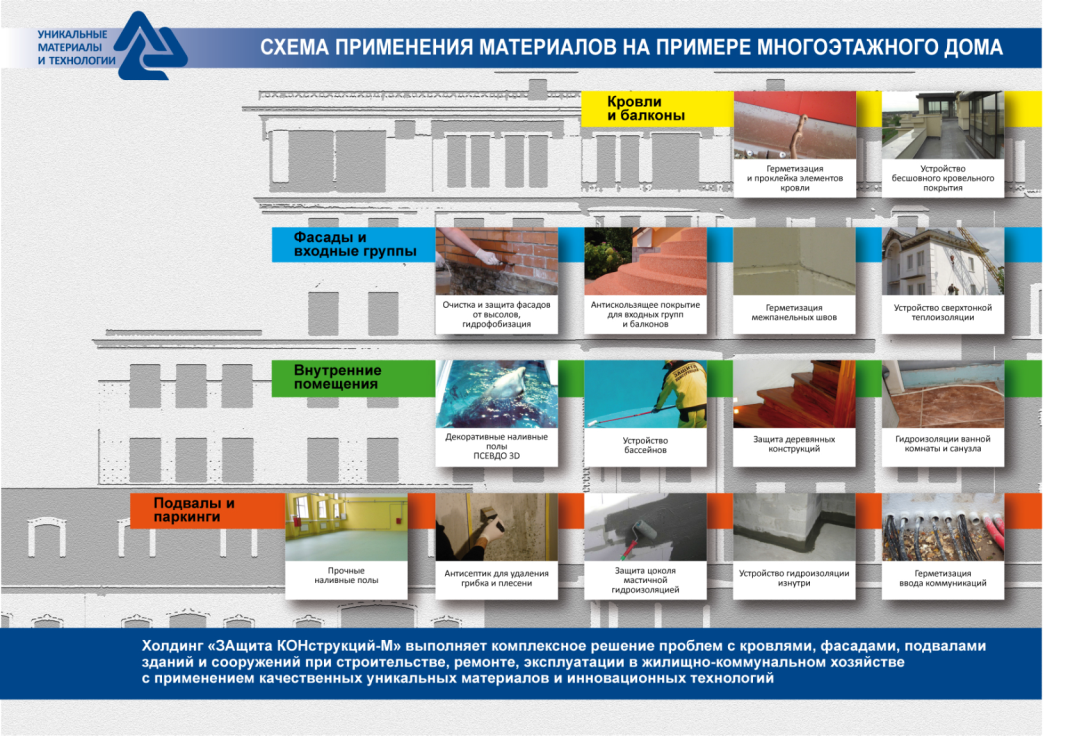 УНИКАЛЬНЫЕ
МАТЕРИАЛЫ
И ТЕХНОЛОГИИ
СХЕМА ПРИМЕНЕНИЯ МАТЕРИАЛОВ НА ПРИМЕРЕ МНОГОЭТАЖНОГО ДОМА
Кровли
и балконы
Герметизация
и проклейка элементов
кровли
Устройство
бесшовного кровельного
покрытия
Фасады и
входные группы
Очистка и защита фасадов
от высолов,
гидрофобизация
Антискользящее покрытие
для входных групп
и балконов
Герметизация
межпанельных швов
Устройство сверхтонкой
теплоизоляции
Внутренние
помещения
Декоративные наливные
полы
ПСЕВДО 3D
ЗАЩИТА
Устройство
бассейнов
Защита деревянных
конструкций
Гидроизоляции ванной
комнаты и санузла
Подвалы и
паркинги
Прочные
наливные полы
Антисептик для удаления
грибка и плесени
Защита цоколя
мастичной
гидроизоляцией
Устройство гидроизоляции
изнутри
Герметизация
ввода коммуникаций
Холдинг «ЗАщита КОНструкций-М» выполняет комплексное решение проблем с кровлями, фасадами, подвалами
зданий и сооружений при строительстве, ремонте, эксплуатации в жилищно-коммунальном хозяйстве
с применением качественных уникальных материалов и инновационных технологий